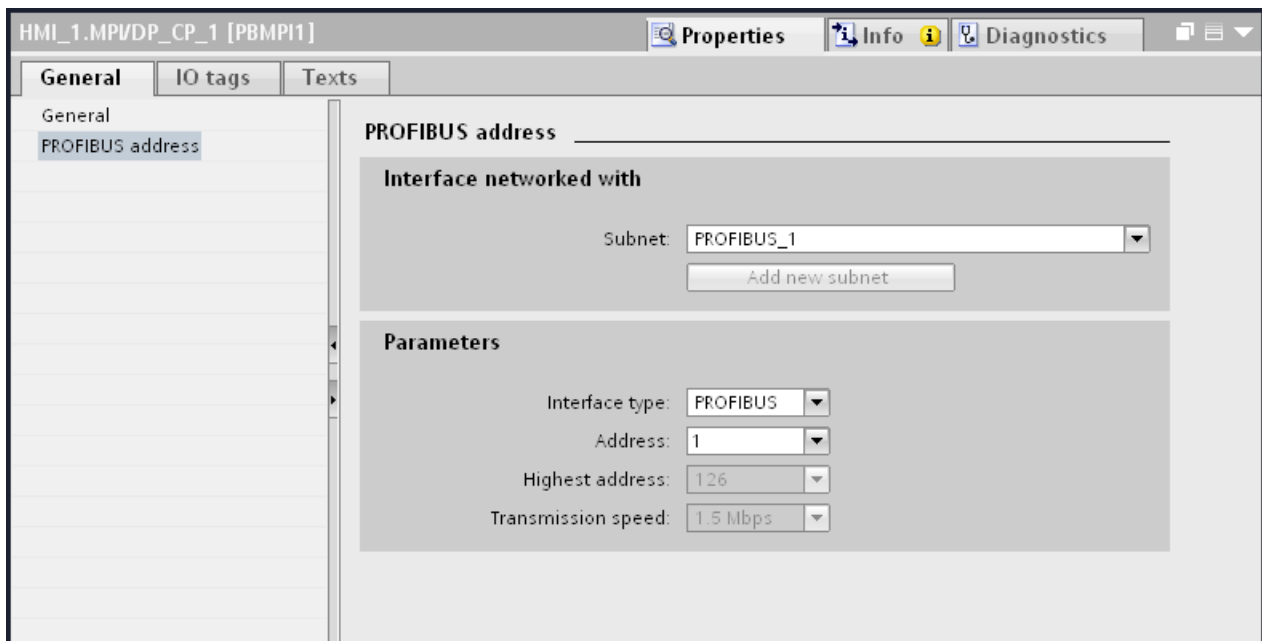 HMI_1.MPI/DP_CP_1 [PBMPI1] Properties Info Diagnostics
General IO tags Texts
General
PROFIBUS address
PROFIBUS address
Interface networked with
Subnet: PROFIBUS_1
Add new subnet
Parameters
Interface type: PROFIBUS
Address: 1
Highest address: 126
Transmission speed: 1.5 Mbps